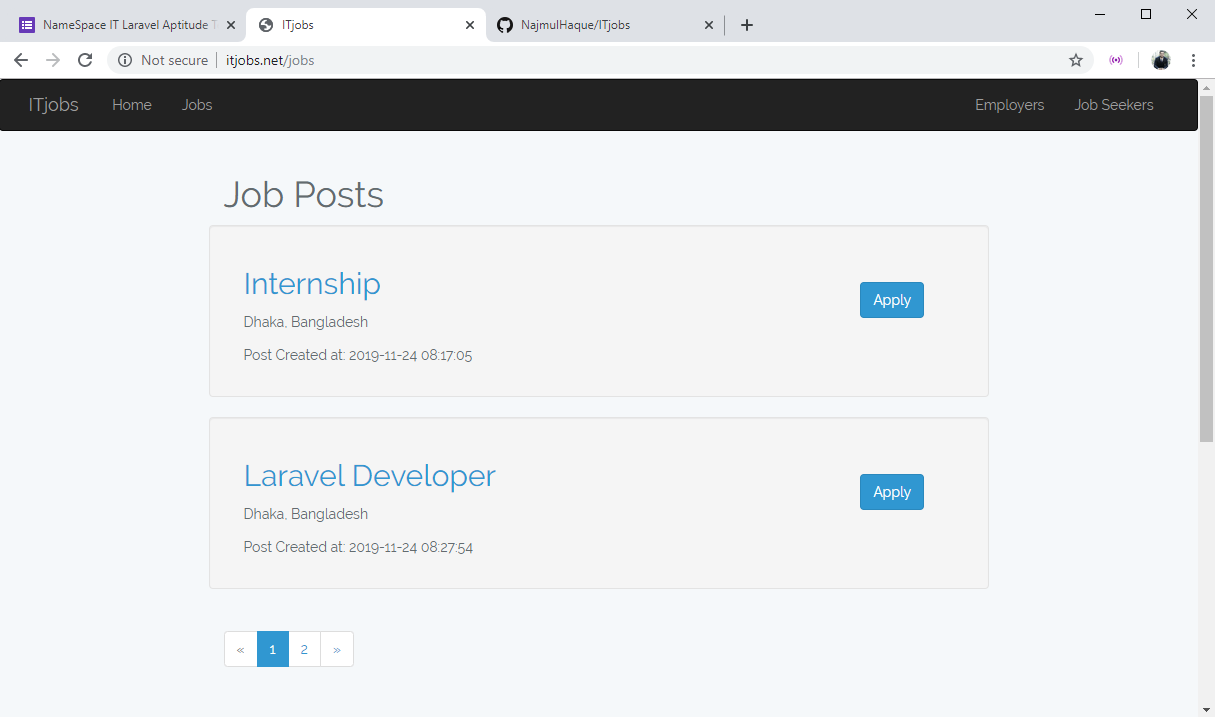 NameSpace IT Laravel Aptitude
ITjobs
NajmulHaque/ITjobs
Not secure
itjobs.net/jobs
ITjobs
Home
Jobs
Employers
Job Seekers
Job Posts
Internship
Apply
Dhaka, Bangladesh
Post Created at: 2019-11-24 08:17:05
Laravel Developer
Apply
Dhaka, Bangladesh
Post Created at: 2019-11-24 08:27:54
« 1 2 »